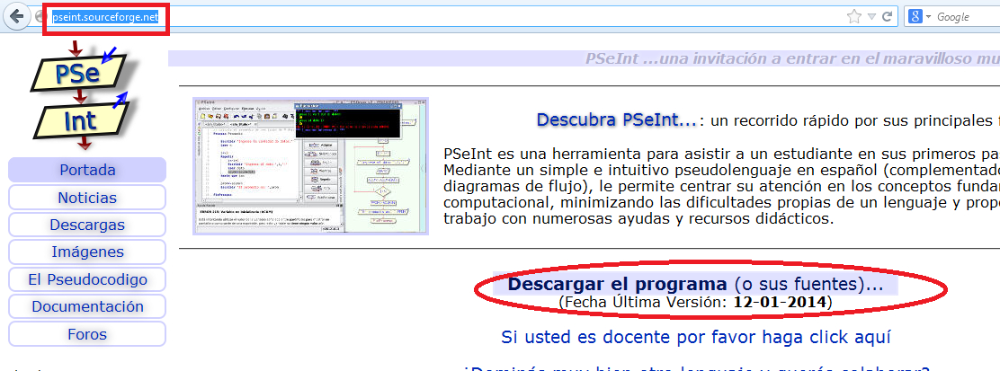 pseint.sourceforge.net
Google
PSe
Int
PSeInt ...una invitación a entrar en el maravilloso mu
Descubra PSeInt... : un recorrido rápido por sus principales f
PSeInt es una herramienta para asistir a un estudiante en sus primeros pa
Mediante un simple e intuitivo pseudolenguaje en español (complementado
diagramas de flujo), le permite centrar su atención en los conceptos funda
computacional, minimizando las dificultades propias de un lenguaje y prop
trabajo con numerosas ayudas y recursos didácticos.
Portada
Noticias
Descargas
Imágenes
El Pseudocodigo
Documentación
Foros
Descargar el programa (o sus fuentes)...
(Fecha Última Versión: 12-01-2014)
Si usted es docente por favor haga click aquí
¿Dominás muy bien otro lenguaje y querés colaborar?